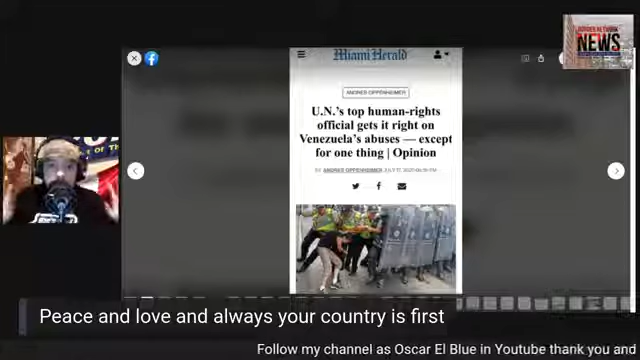 NEWS
Miami Herald
ANDRES OPPENHEIMER
U.N.'s top human-rights
official gets it right on
Venezuela's abuses — except
for one thing | Opinion
BY ANDRES OPPENHEIMER
Peace and love and always your country is first
Follow my channel as Oscar El Blue in Youtube thank you and